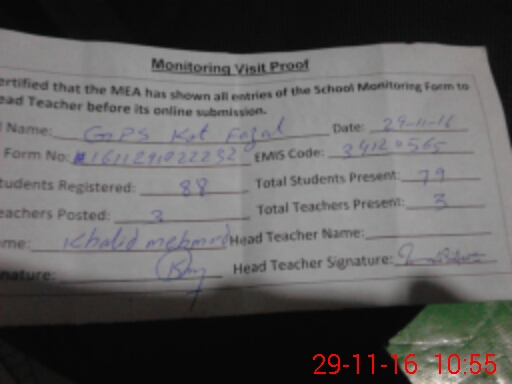 Monitoring Visit Proof
ertified that the MEA has shown all entries of the School Monitoring Form to
ead Teacher before its online submission.
l Name: GPS Kot Fazal Date: 29-11-16
Form No: 1611291022232 EMIS Code: 34120565
tudents Registered: 88 Total Students Present: 79
eachers Posted: 3 Total Teachers Present: 3
me: Khalid mehmood Head Teacher Name:
nature: Head Teacher Signature:
29-11-16 10:55